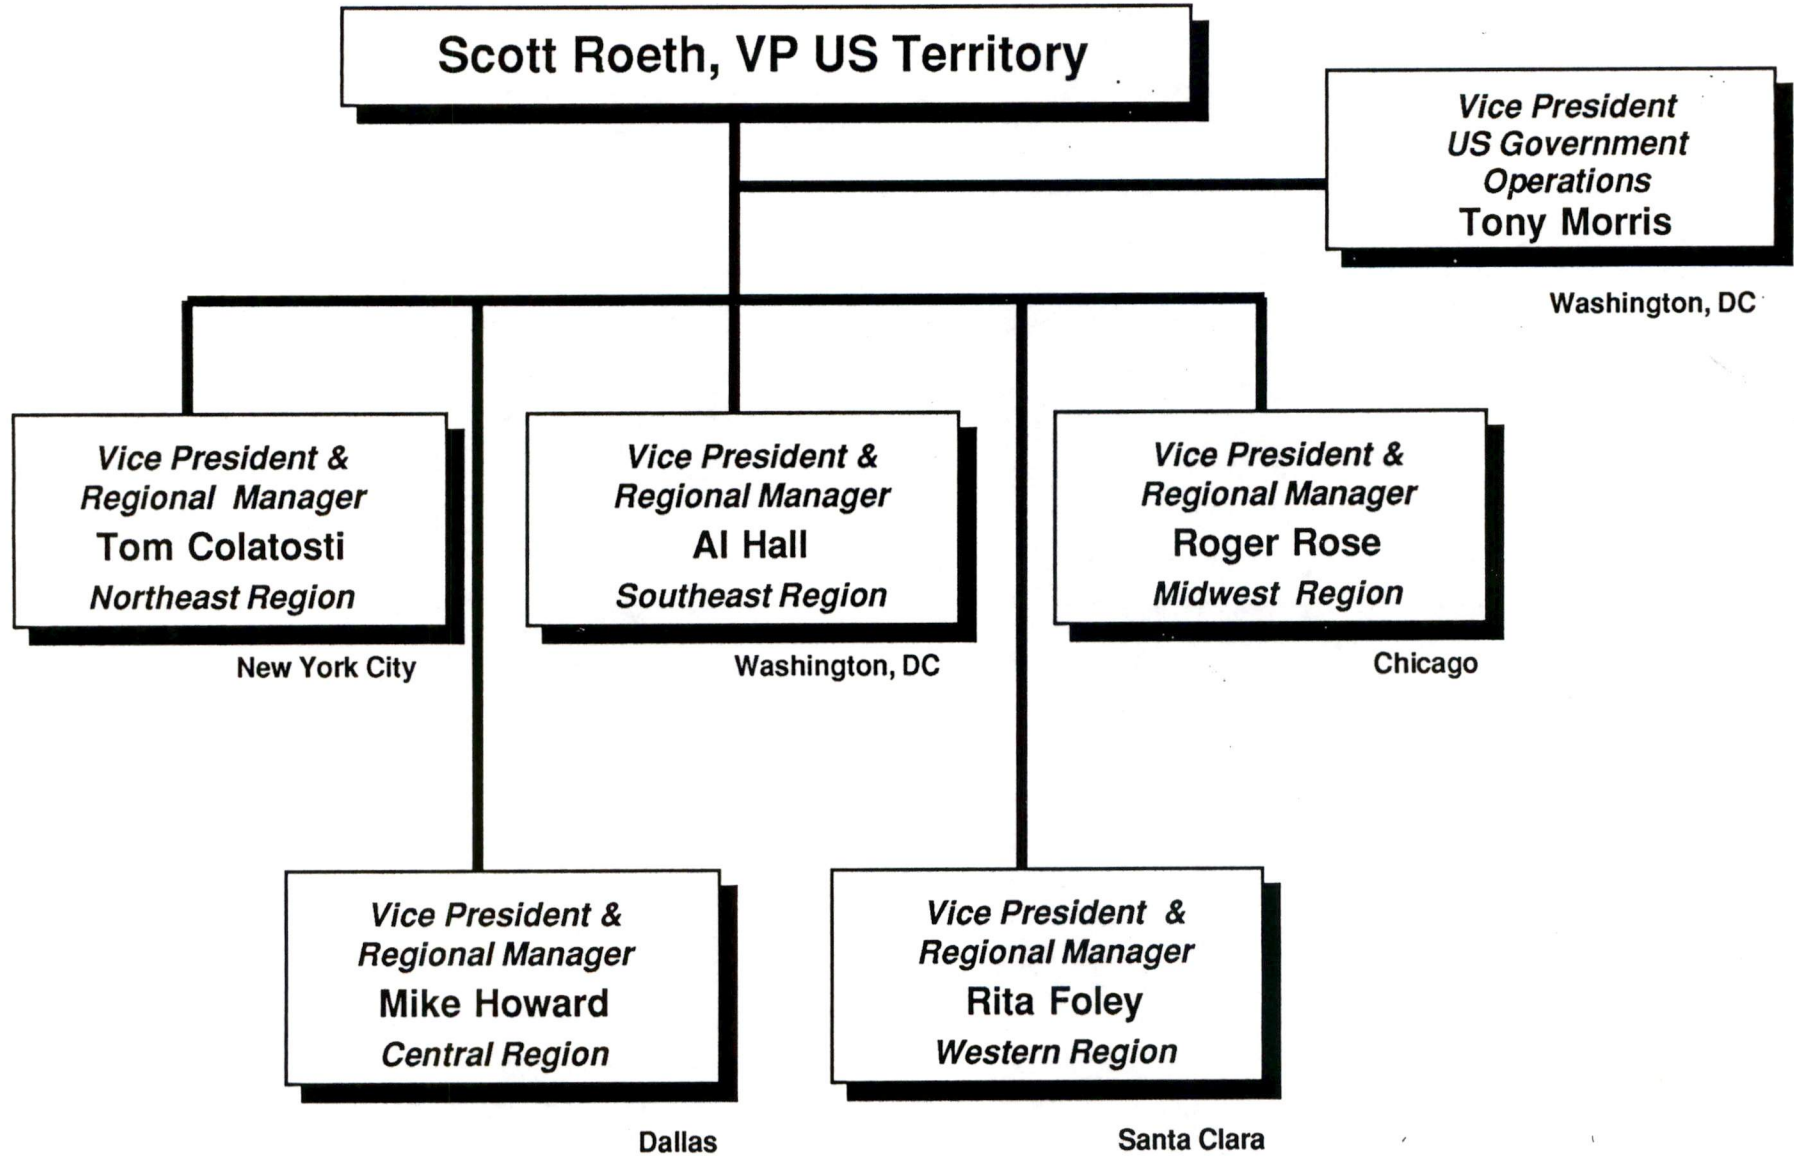 Scott Roeth, VP US Territory
Vice President
US Government
Operations
Tony Morris
Washington, DC
Vice President &
Regional Manager
Tom Colatosti
Northeast Region
New York City
Vice President &
Regional Manager
Al Hall
Southeast Region
Washington, DC
Vice President &
Regional Manager
Roger Rose
Midwest Region
Chicago
Vice President &
Regional Manager
Mike Howard
Central Region
Dallas
Vice President &
Regional Manager
Rita Foley
Western Region
Santa Clara